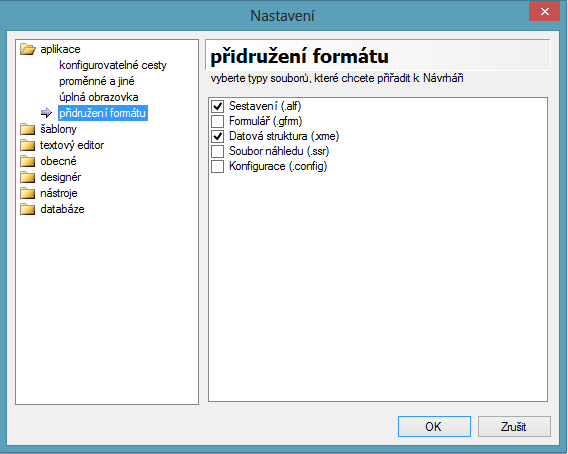 Nastavení
aplikace
konfigurovatelné cesty
proměnné a jiné
úplná obrazovka
přidružení formátu
šablony
textový editor
obecné
designér
nástroje
databáze
přidružení formátu
vyberte typy souborů, které chcete přiřadit k Návrháři
Sestavení (.alf)
Formulář (.gfrm)
Datová struktura (.xme)
Soubor náhledu (.ssr)
Konfigurace (.config)
OK
Zrušit